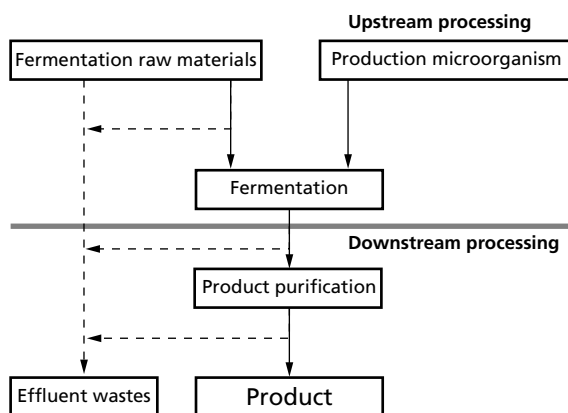 Upstream processing
Fermentation raw materials
Production microorganism
Fermentation
Downstream processing
Product purification
Effluent wastes
Product